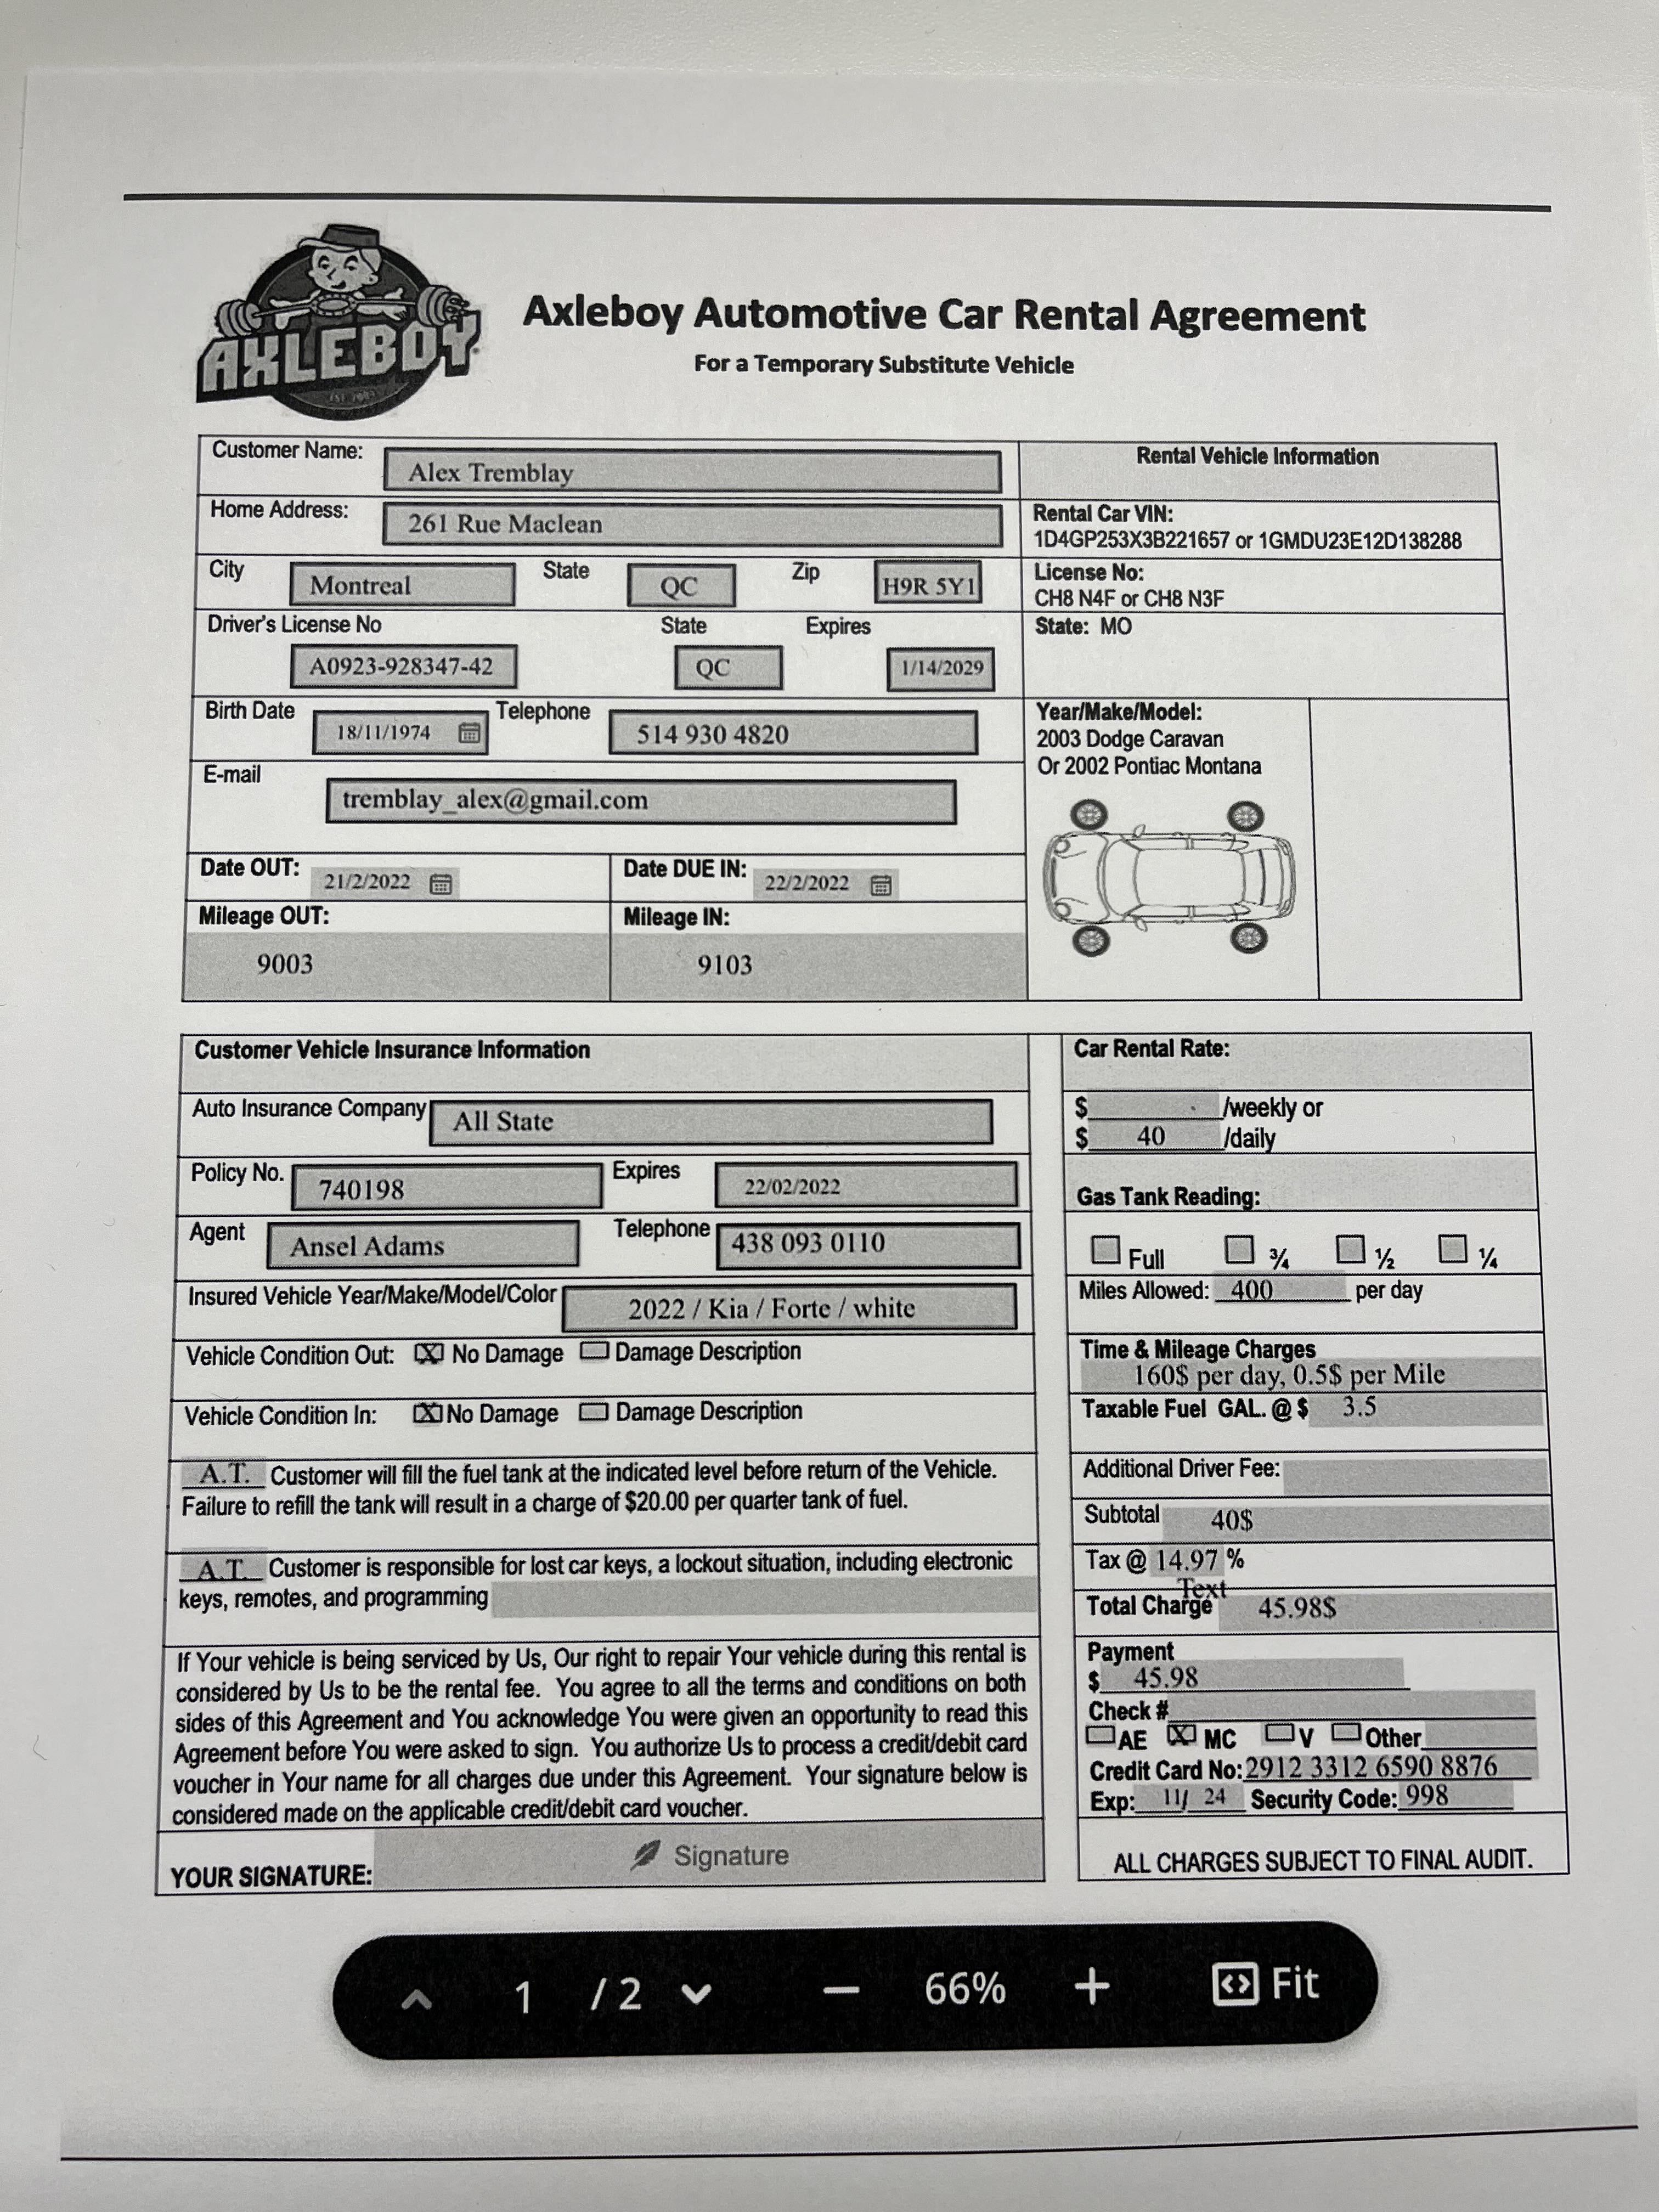 AXLEBOY
Axleboy Automotive Car Rental Agreement
For a Temporary Substitute Vehicle
Customer Name: Alex Tremblay
Home Address: 261 Rue Maclean
City Montreal State QC Zip H9R 5Y1
Driver's License No State Expires
A0923-928347-42 QC 1/14/2029
Birth Date 18/11/1974 Telephone 514 930 4820
E-mail tremblay_alex@gmail.com
Date OUT: 21/2/2022 Date DUE IN: 22/2/2022
Mileage OUT: Mileage IN:
9003 9103
Rental Vehicle Information
Rental Car VIN:
1D4GP253X3B221657 or 1GMDU23E12D138288
License No:
CH8 N4F or CH8 N3F
State: MO
Year/Make/Model:
2003 Dodge Caravan
Or 2002 Pontiac Montana
Customer Vehicle Insurance Information
Auto Insurance Company All State
Policy No. 740198 Expires 22/02/2022
Agent Ansel Adams Telephone 438 093 0110
Insured Vehicle Year/Make/Model/Color 2022 / Kia / Forte / white
Vehicle Condition Out: X No Damage Damage Description
Vehicle Condition In: X No Damage Damage Description
A.T. Customer will fill the fuel tank at the indicated level before return of the Vehicle.
Failure to refill the tank will result in a charge of $20.00 per quarter tank of fuel.
A.T. Customer is responsible for lost car keys, a lockout situation, including electronic
keys, remotes, and programming
If Your vehicle is being serviced by Us, Our right to repair Your vehicle during this rental is
considered by Us to be the rental fee. You agree to all the terms and conditions on both
sides of this Agreement and You acknowledge You were given an opportunity to read this
Agreement before You were asked to sign. You authorize Us to process a credit/debit card
voucher in Your name for all charges due under this Agreement. Your signature below is
considered made on the applicable credit/debit card voucher.
YOUR SIGNATURE: Signature
Car Rental Rate:
$ /weekly or
$ 40 /daily
Gas Tank Reading:
Full ¾ ½ ¼
Miles Allowed: 400 per day
Time & Mileage Charges
160$ per day, 0.5$ per Mile
Taxable Fuel GAL. @ $ 3.5
Additional Driver Fee:
Subtotal 40$
Tax @ 14.97 %
Text
Total Charge 45.98$
Payment
$ 45.98
Check #
AE X MC V Other
Credit Card No: 2912 3312 6590 8876
Exp: 11/ 24 Security Code: 998
ALL CHARGES SUBJECT TO FINAL AUDIT.
1 / 2 66% Fit